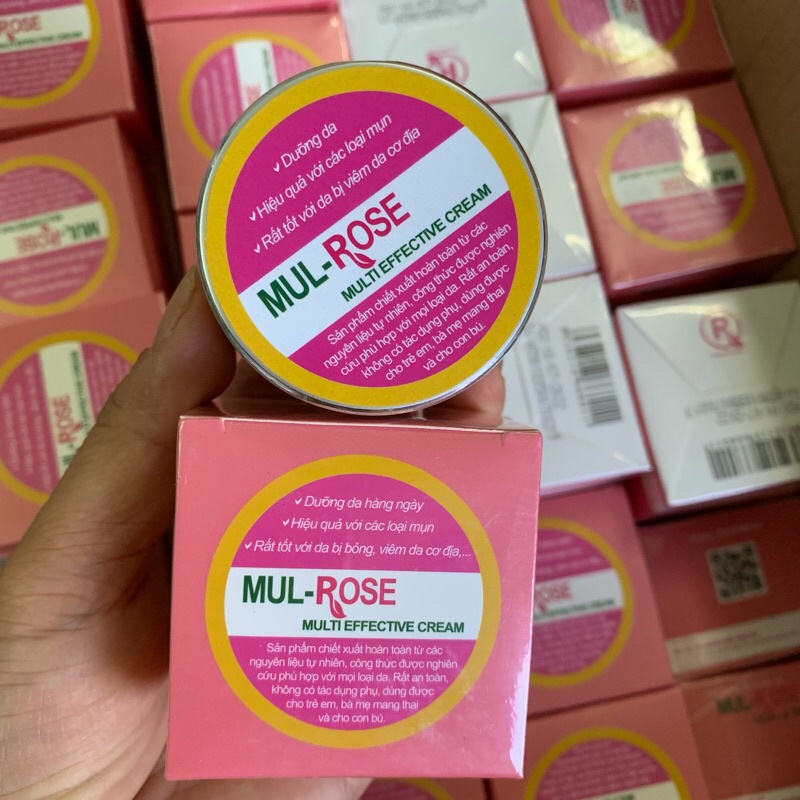 ✓ Dưỡng da
✓ Hiệu quả với các loại mụn
✓ Rất tốt với da bị viêm da cơ địa
MUL-ROSE
MULTI EFFECTIVE CREAM
Sản phẩm chiết xuất hoàn toàn từ các
nguyên liệu tự nhiên, công thức được nghiên
cứu phù hợp với mọi loại da. Rất an toàn,
không có tác dụng phụ, dùng được
cho trẻ em, bà mẹ mang thai
và cho con bú.
✓ Dưỡng da hàng ngày
✓ Hiệu quả với các loại mụn
✓ Rất tốt với da bị bỏng, viêm da cơ địa,...
MUL-ROSE
MULTI EFFECTIVE CREAM
Sản phẩm chiết xuất hoàn toàn từ các
nguyên liệu tự nhiên, công thức được nghiên
cứu phù hợp với mọi loại da. Rất an toàn,
không có tác dụng phụ, dùng được
cho trẻ em, bà mẹ mang thai
và cho con bú.
MUL-ROSE
MUL-ROSE